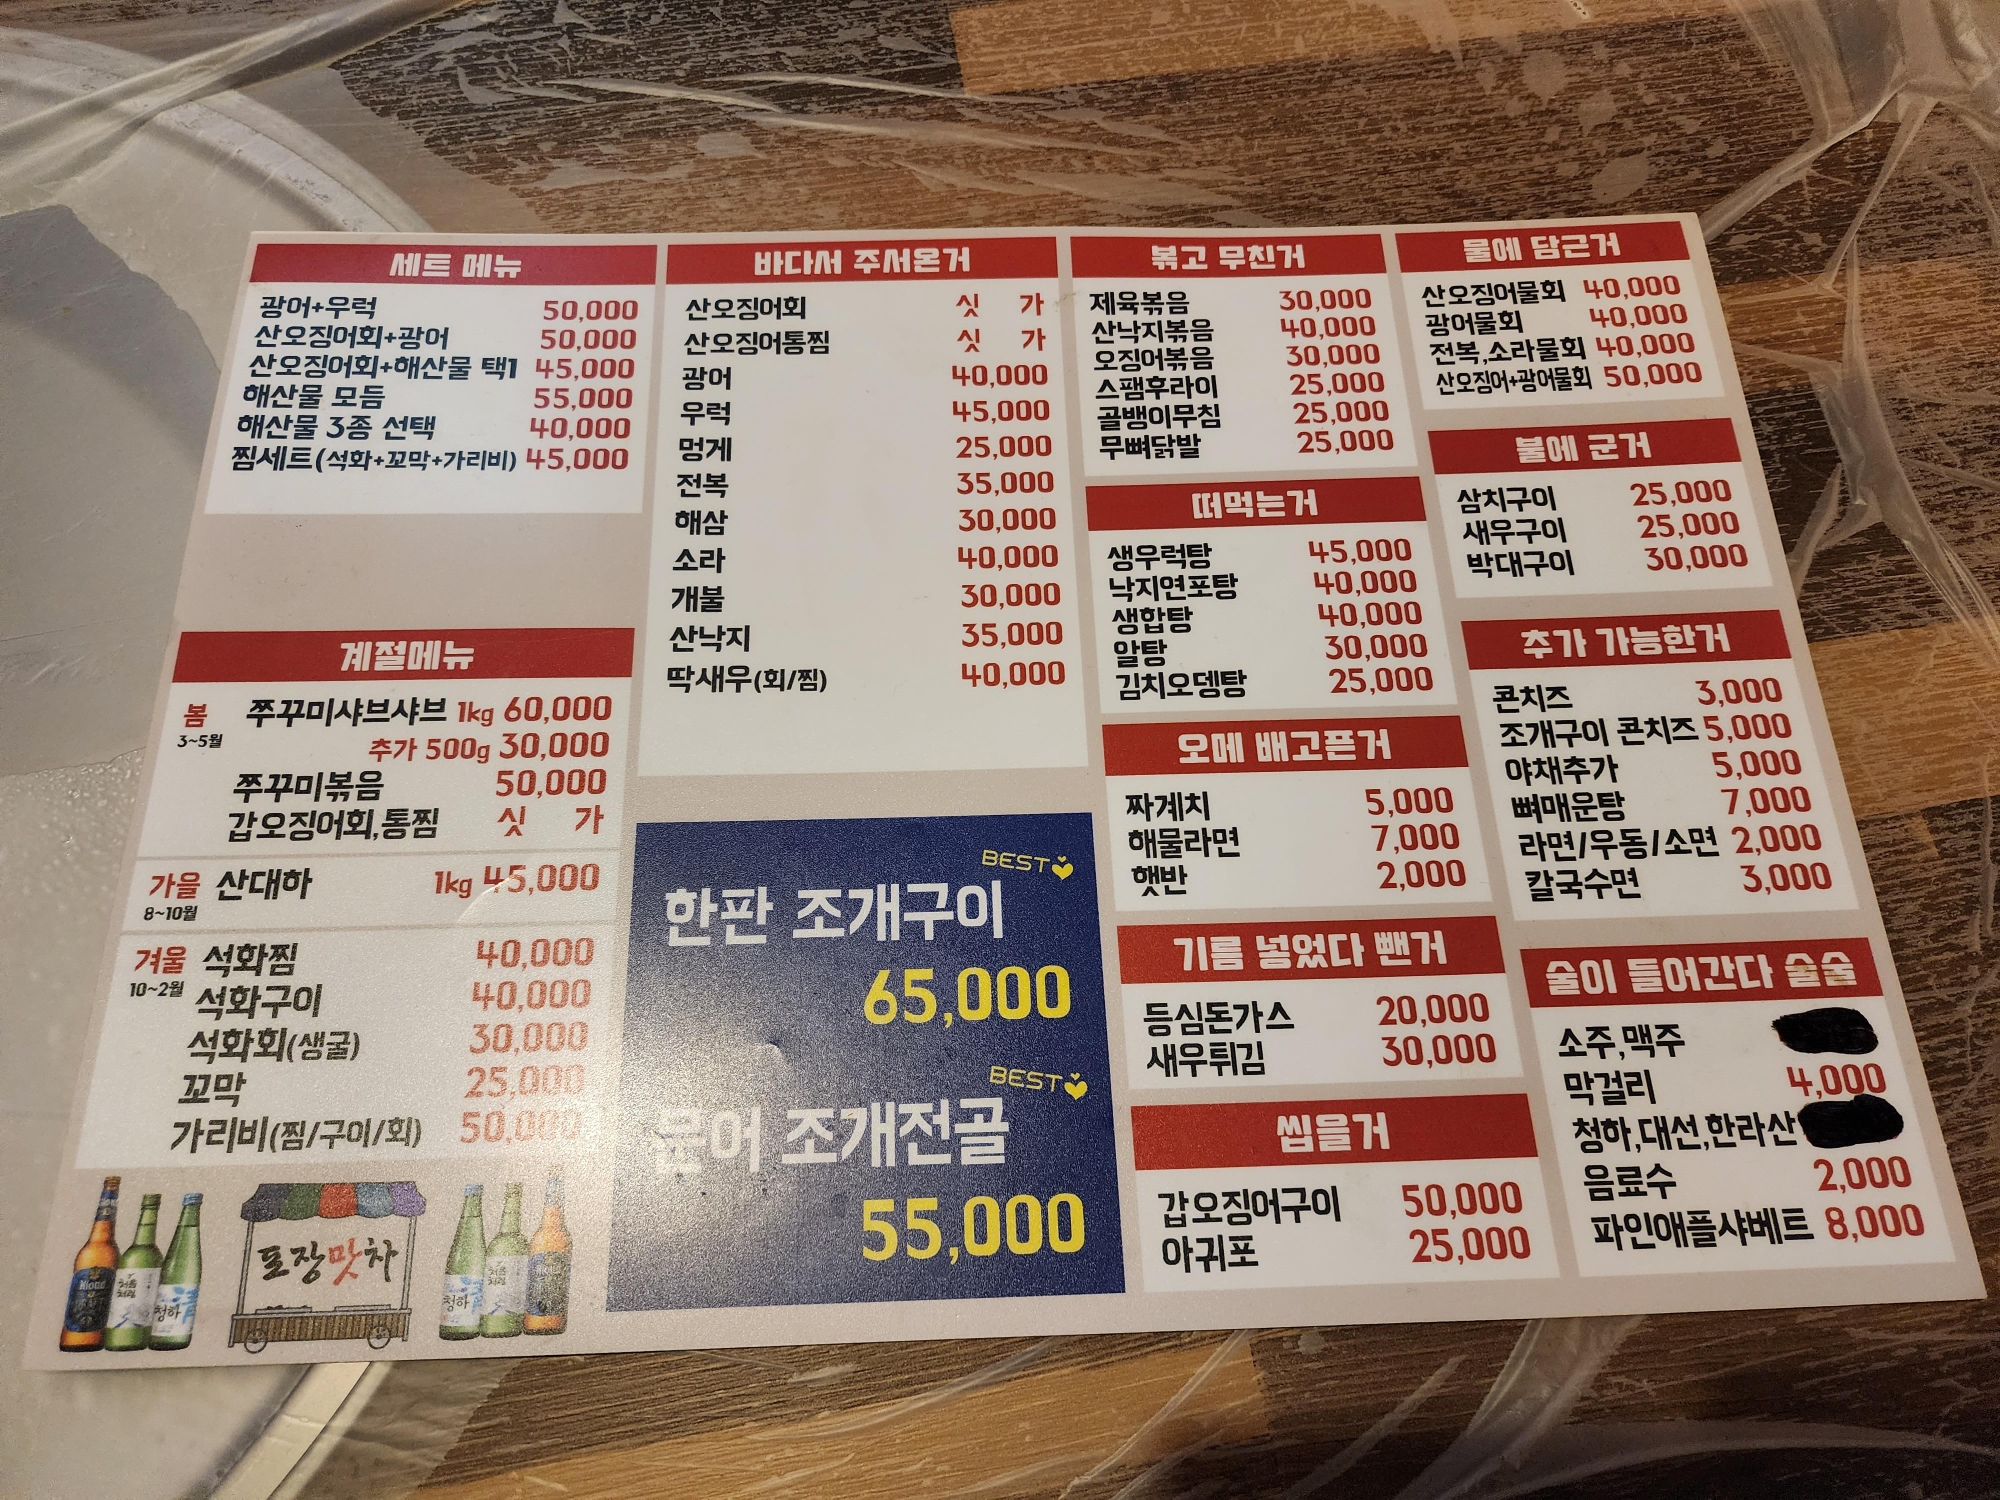 세트 메뉴
광어+우럭 50,000
산오징어회+광어 50,000
산오징어회+해산물 택1 45,000
해산물 모듬 55,000
해산물 3종 선택 40,000
찜세트(석화+꼬막+가리비) 45,000
계절메뉴
봄 쭈꾸미샤브샤브 1kg 60,000
3~5월 추가 500g 30,000
쭈꾸미볶음 50,000
갑오징어회,통찜 싯 가
가을 산대하 1kg 45,000
8~10월
겨울 석화찜 40,000
10~2월 석화구이 40,000
석화회(생굴) 30,000
꼬막 25,000
가리비(찜/구이/회) 50,000
포장맛차
바다서 주서온거
산오징어회 싯 가
산오징어통찜 싯 가
광어 40,000
우럭 45,000
멍게 25,000
전복 35,000
해삼 30,000
소라 40,000
개불 30,000
산낙지 35,000
딱새우(회/찜) 40,000
BEST
한판 조개구이
65,000
BEST
문어 조개전골
55,000
볶고 무친거
제육볶음 30,000
산낙지볶음 40,000
오징어볶음 30,000
스팸후라이 25,000
골뱅이무침 25,000
무뼈닭발 25,000
떠먹는거
생우럭탕 45,000
낙지연포탕 40,000
생합탕 40,000
알탕 30,000
김치오뎅탕 25,000
오메 배고픈거
짜계치 5,000
해물라면 7,000
햇반 2,000
기름 넣었다 뺀거
등심돈가스 20,000
새우튀김 30,000
씹을거
갑오징어구이 50,000
아귀포 25,000
물에 담근거
산오징어물회 40,000
광어물회 40,000
전복,소라물회 40,000
산오징어+광어물회 50,000
불에 군거
삼치구이 25,000
새우구이 25,000
박대구이 30,000
추가 가능한거
콘치즈 3,000
조개구이 콘치즈 5,000
야채추가 5,000
뼈매운탕 7,000
라면/우동/소면 2,000
칼국수면 3,000
술이 들어간다 술술
소주,맥주
막걸리 4,000
청하,대선,한라산
음료수 2,000
파인애플샤베트 8,000